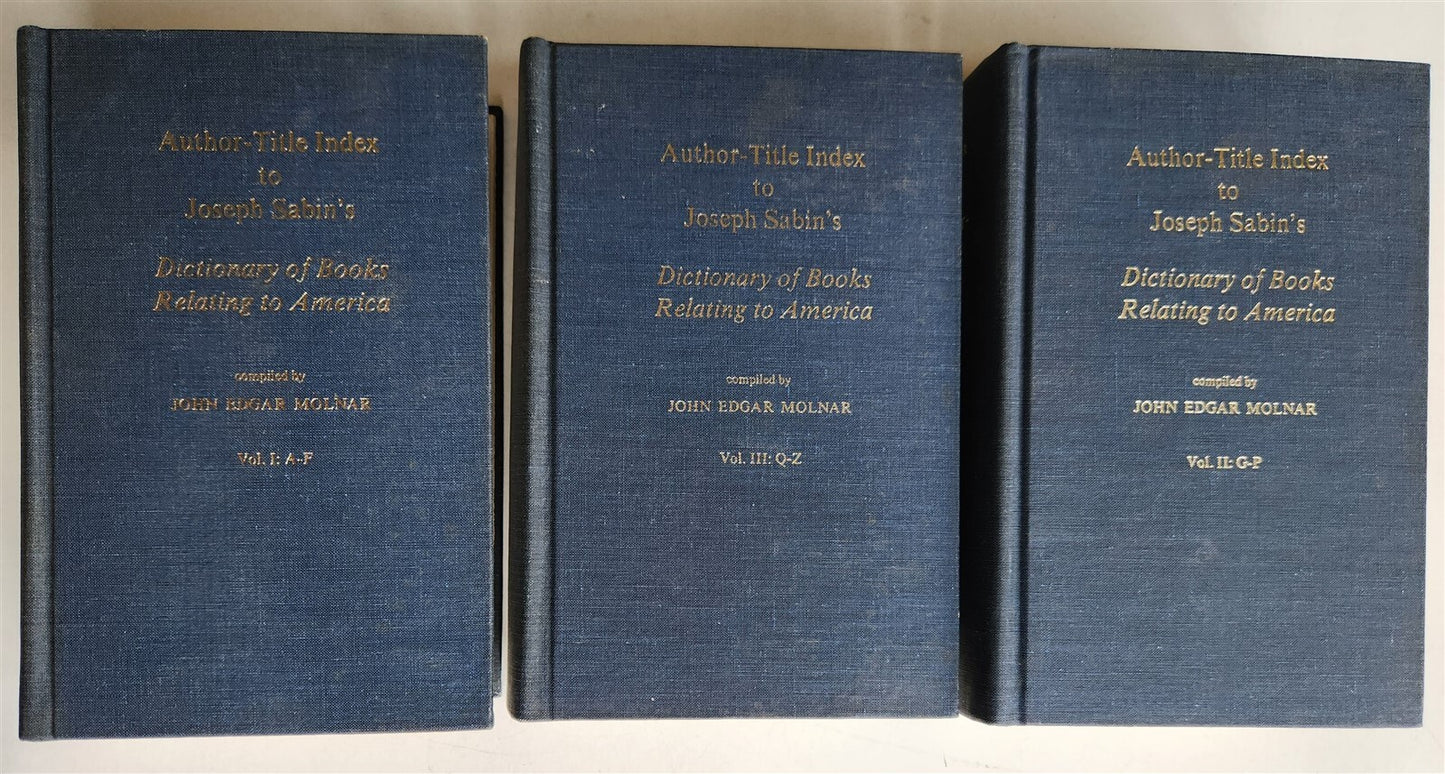 Author-Title Index
to
Joseph Sabin's
Dictionary of Books
Relating to America
compiled by
JOHN EDGAR MOLNAR
Vol. I: A-F
Author-Title Index
to
Joseph Sabin's
Dictionary of Books
Relating to America
compiled by
JOHN EDGAR MOLNAR
Vol. III: Q-Z
Author-Title Index
to
Joseph Sabin's
Dictionary of Books
Relating to America
compiled by
JOHN EDGAR MOLNAR
Vol. II: G-P